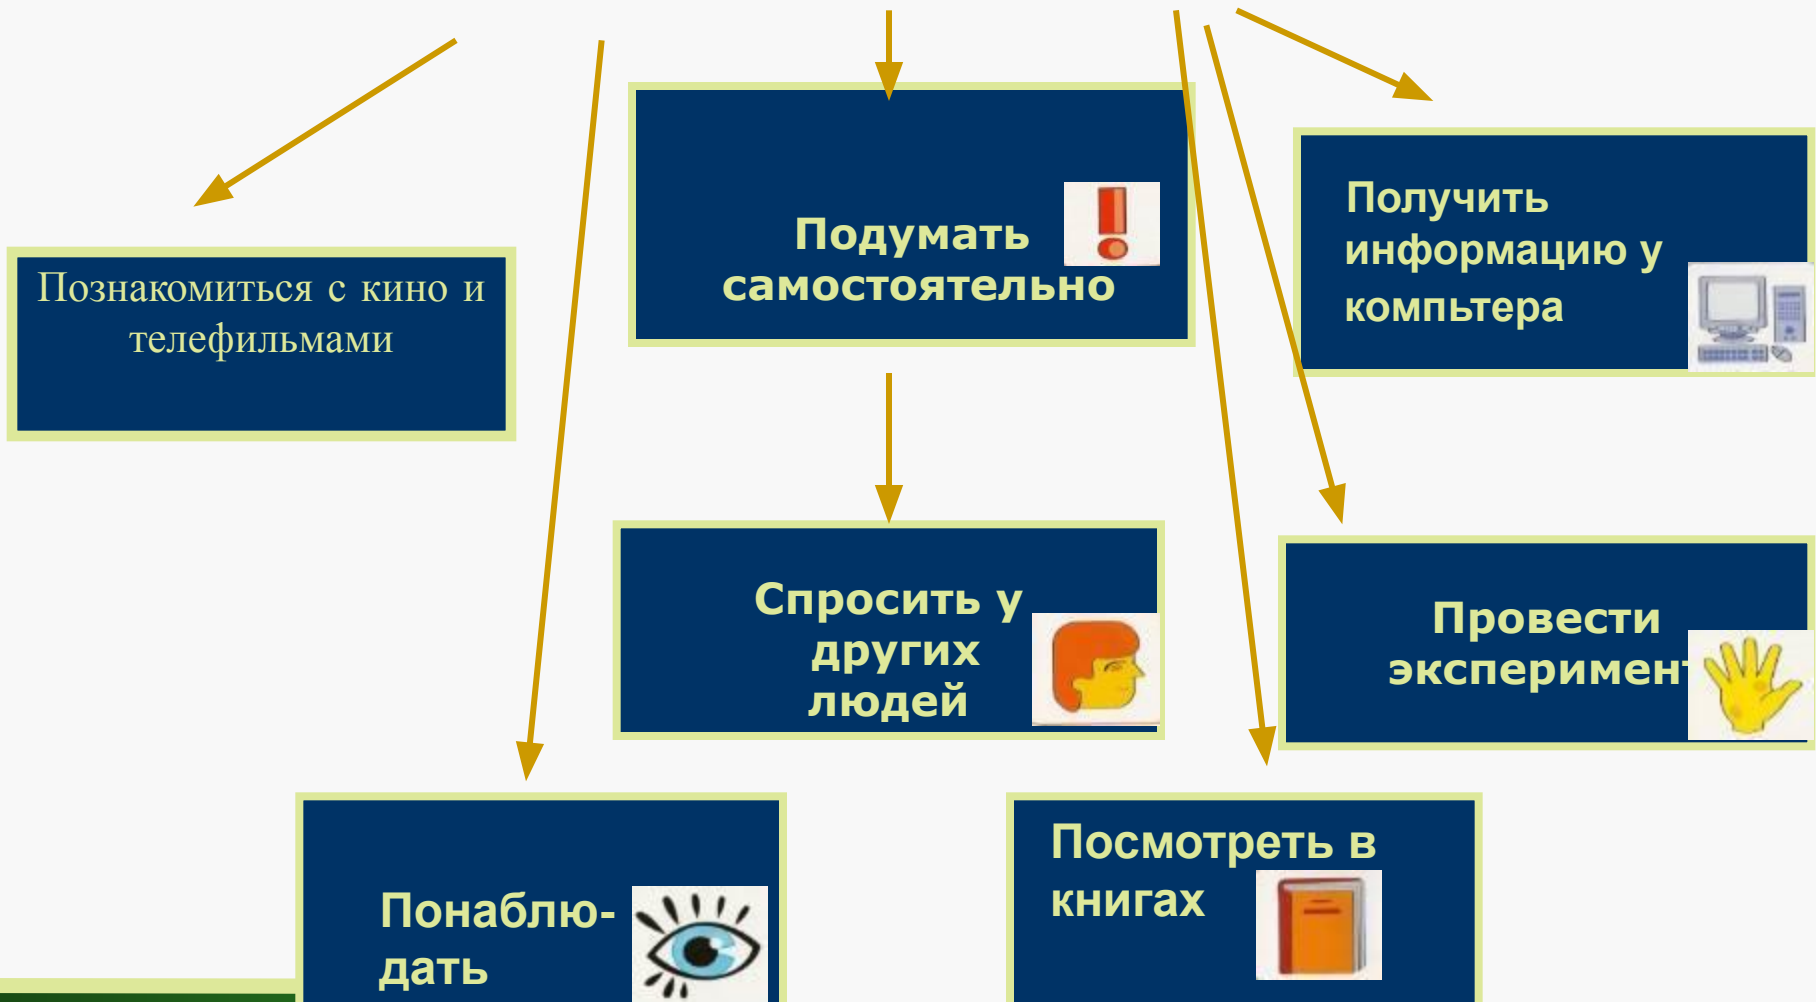 Познакомиться с кино и
телефильмами
Подумать
самостоятельно
Получить
информацию у
компьтера
Спросить у
других
людей
Провести
эксперимент
Понаблю-
дать
Посмотреть в
книгах